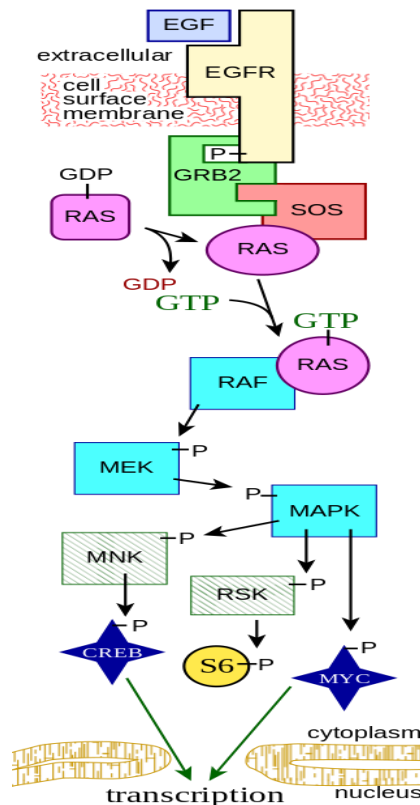 EGF
extracellular
EGFR
cell
surface
membrane
P
GRB2
GDP
RAS
SOS
RAS
GDP
GTP
GTP
RAS
RAF
P
MEK
P
MAPK
P
MNK
P
RSK
P
CREB
P
S6
P
P
MYC
cytoplasm
nucleus
transcription